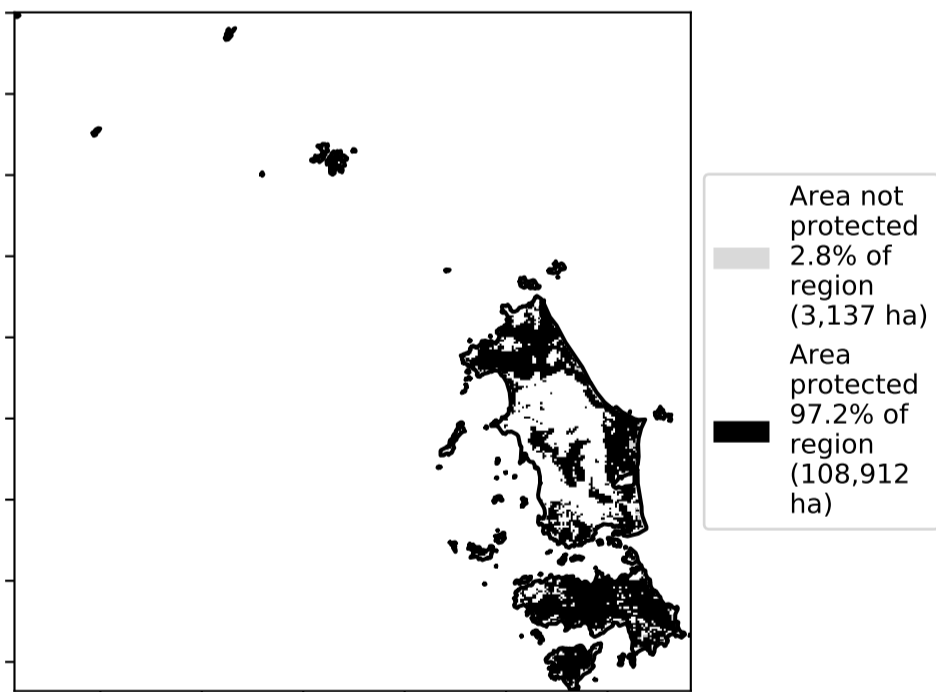 Area not
protected
2.8% of
region
(3,137 ha)
Area
protected
97.2% of
region
(108,912
ha)